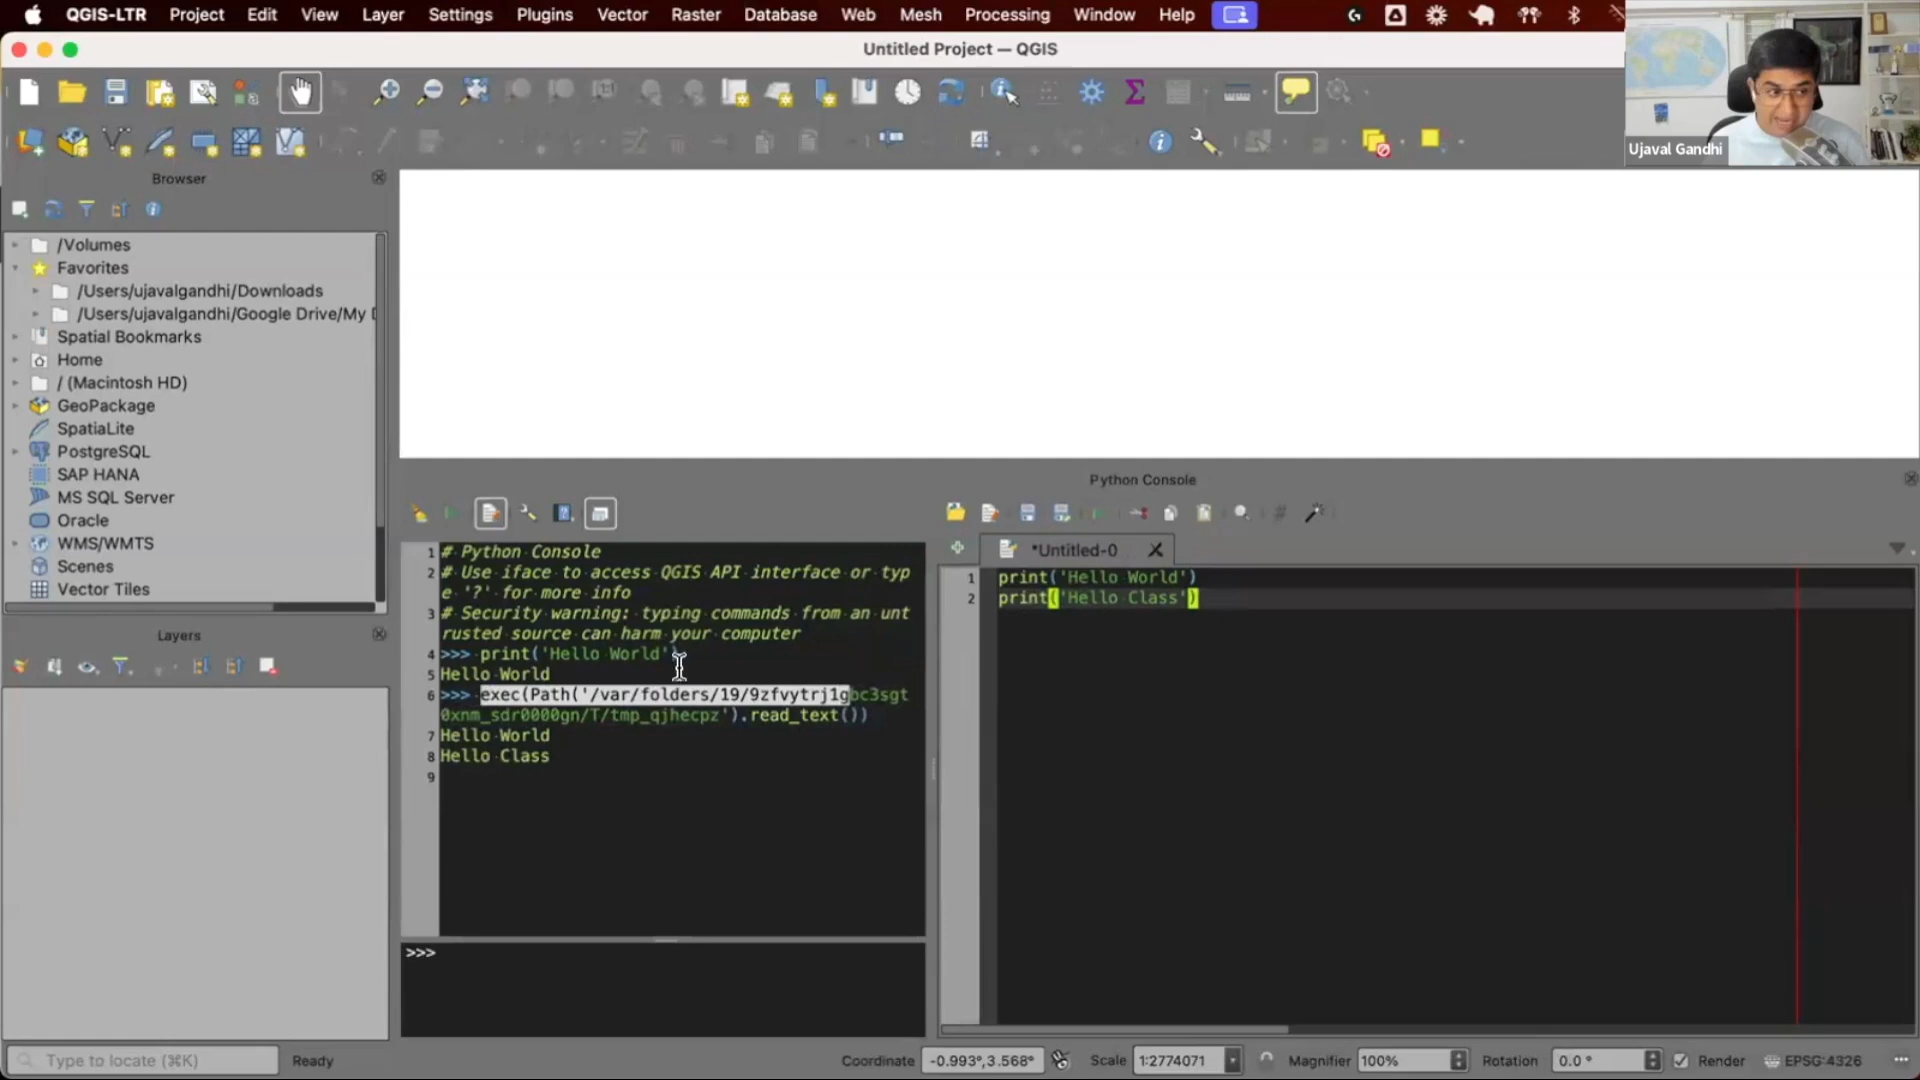 QGIS-LTR Project Edit View Layer Settings Plugins Vector Raster Database Web Mesh Processing Window Help
Untitled Project — QGIS
Ujaval Gandhi
Browser
/Volumes
Favorites
/Users/ujavalgandhi/Downloads
/Users/ujavalgandhi/Google Drive/My D
Spatial Bookmarks
Home
/ (Macintosh HD)
GeoPackage
SpatiaLite
PostgreSQL
SAP HANA
MS SQL Server
Oracle
WMS/WMTS
Scenes
Vector Tiles
Layers
Python Console
1 # Python Console
2 # Use iface to access QGIS API interface or typ
e '?' for more info
3 # Security warning: typing commands from an unt
rusted source can harm your computer
4 >>> print('Hello World')
5 Hello World
6 >>> exec(Path('/var/folders/19/9zfvytrj1gbc3sgt
0xnm_sdr0000gn/T/tmp_qjhecpz').read_text())
7 Hello World
8 Hello Class
9
>>>
*Untitled-0
1 print('Hello World')
2 print('Hello Class')
Type to locate (⌘K) Ready Coordinate -0.993°,3.568° Scale 1:2774071 Magnifier 100% Rotation 0.0 ° Render EPSG:4326